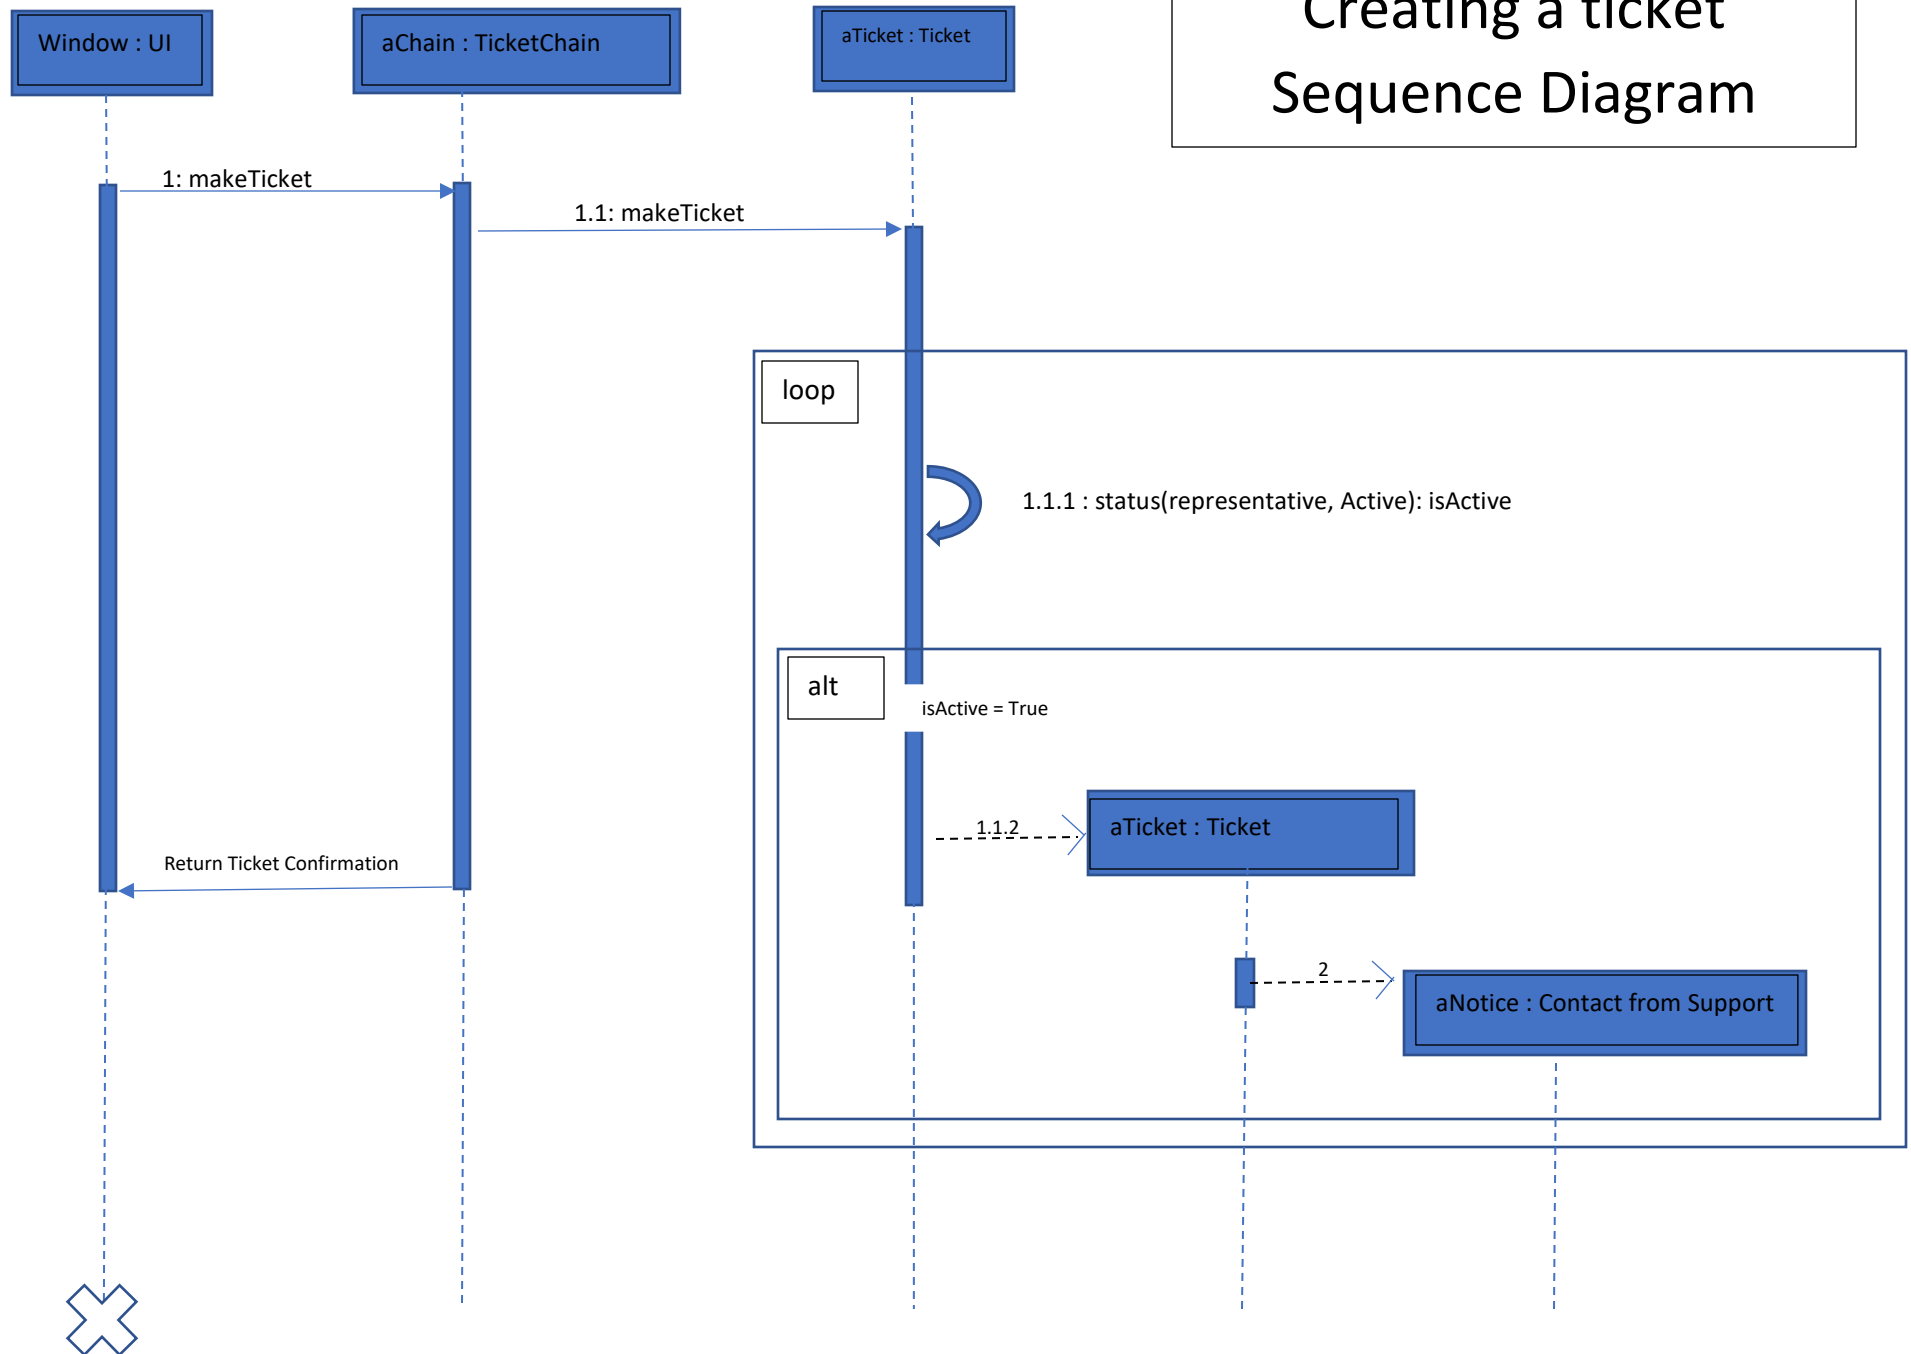 Window : UI
aChain : TicketChain
aTicket : Ticket
Creating a ticket
Sequence Diagram
1: makeTicket
1.1: makeTicket
loop
1.1.1 : status(representative, Active): isActive
alt
isActive = True
1.1.2
aTicket : Ticket
Return Ticket Confirmation
2
aNotice : Contact from Support